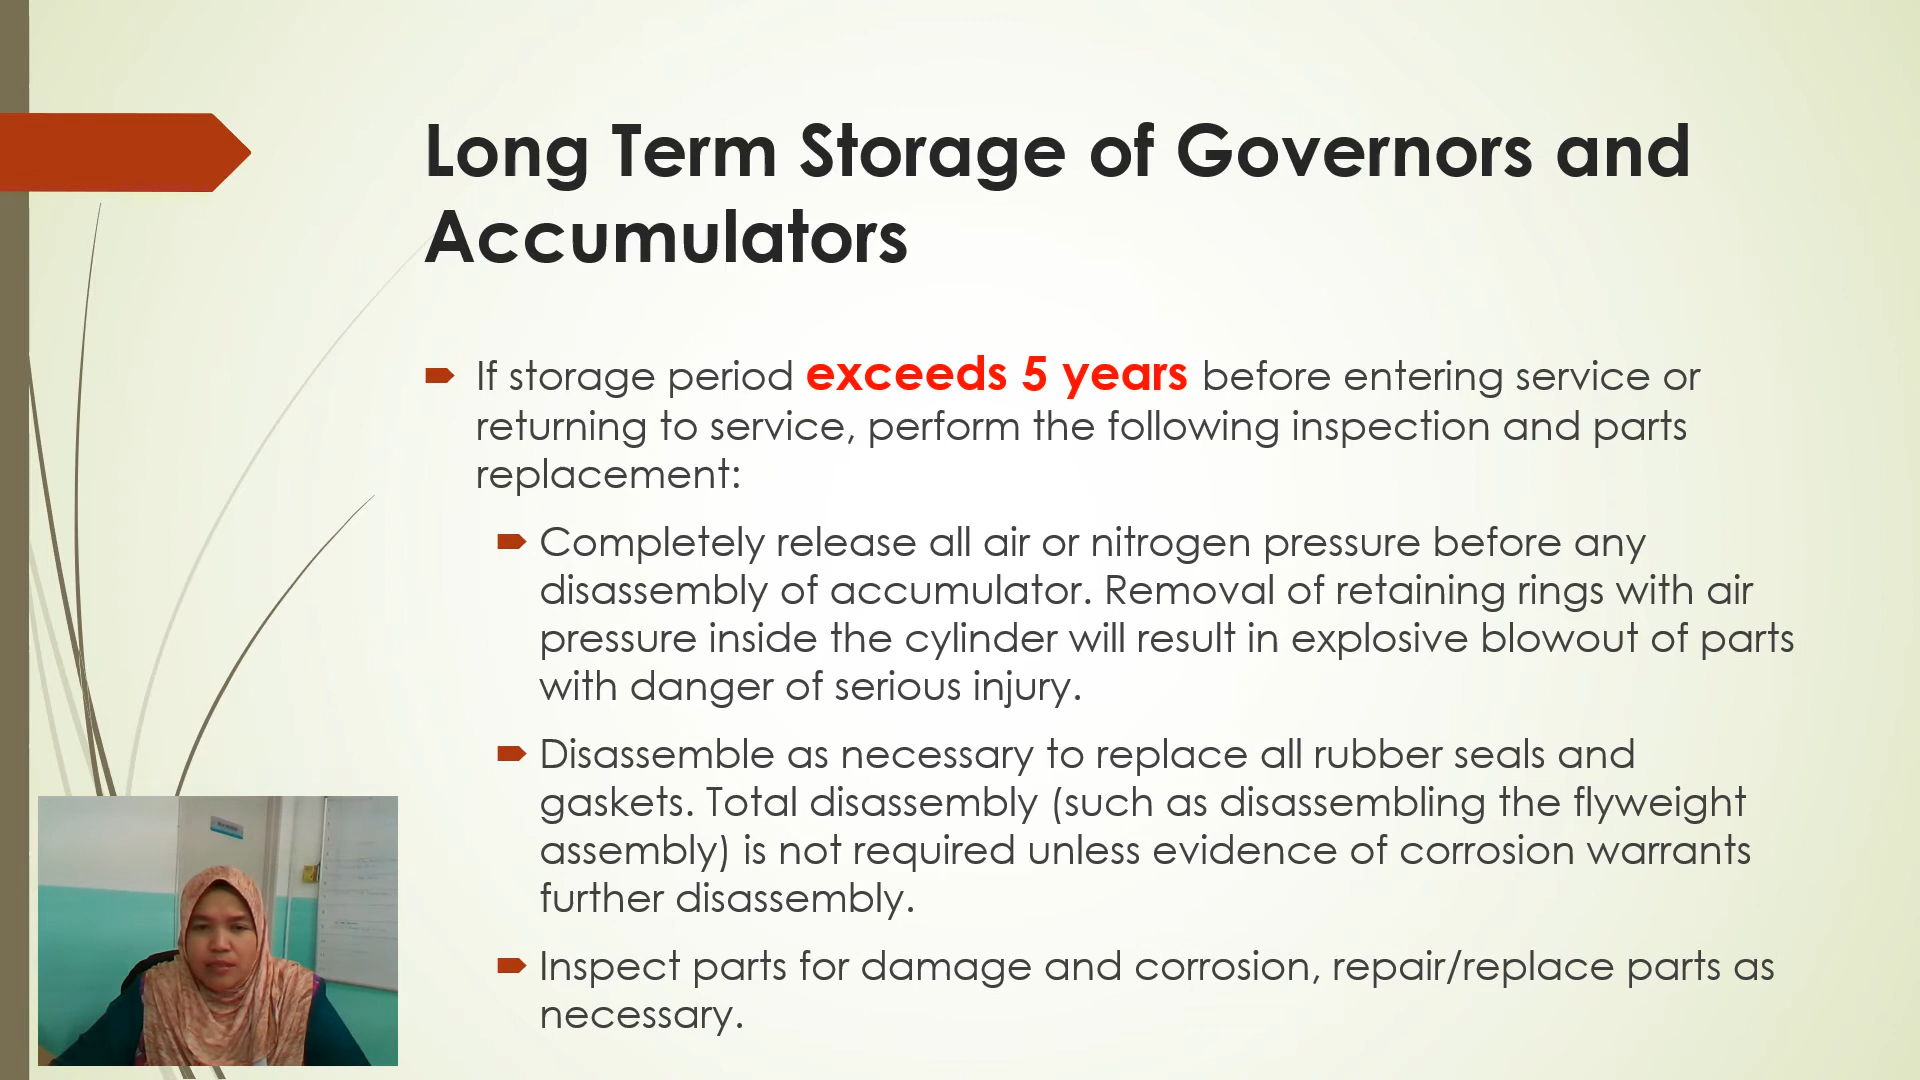 Long Term Storage of Governors and
Accumulators
If storage period exceeds 5 years before entering service or
returning to service, perform the following inspection and parts
replacement:
Completely release all air or nitrogen pressure before any
disassembly of accumulator. Removal of retaining rings with air
pressure inside the cylinder will result in explosive blowout of parts
with danger of serious injury.
Disassemble as necessary to replace all rubber seals and
gaskets. Total disassembly (such as disassembling the flyweight
assembly) is not required unless evidence of corrosion warrants
further disassembly.
Inspect parts for damage and corrosion, repair/replace parts as
necessary.